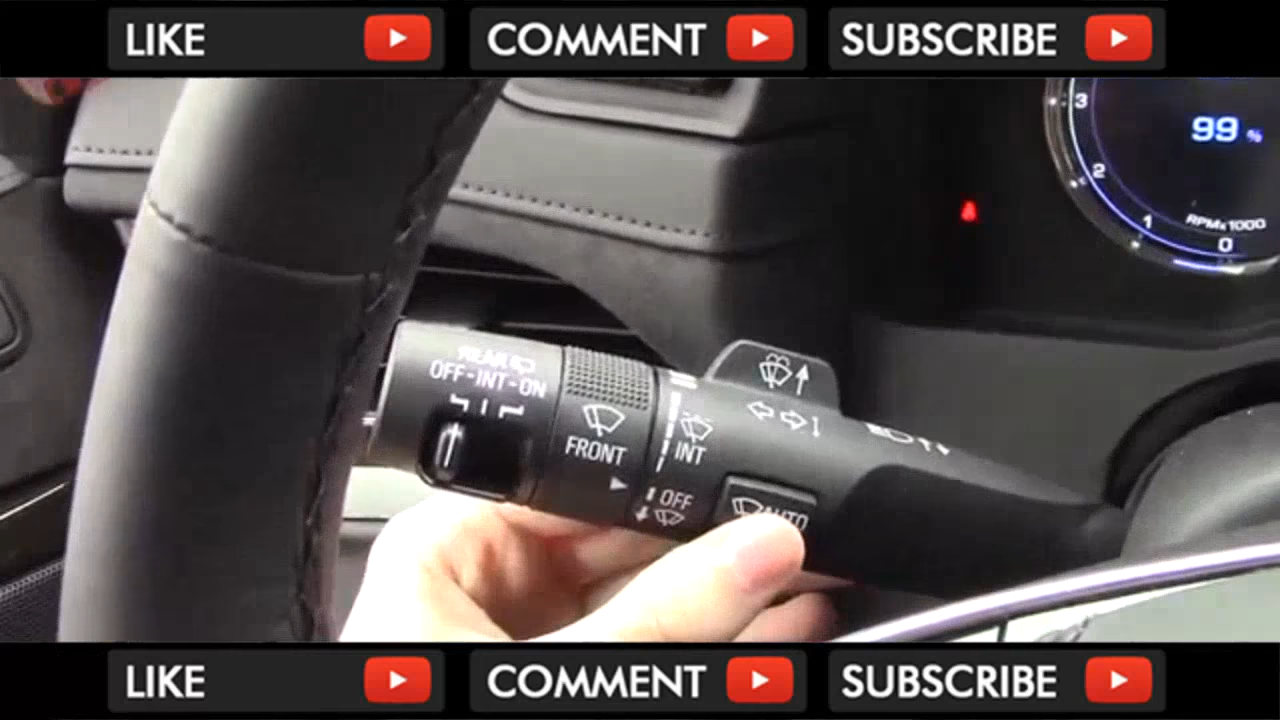 LIKE
COMMENT
SUBSCRIBE
3
99 %
2
1
RPMx1000
0
REAR
OFF-INT-ON
FRONT
INT
OFF
AUTO
LIKE
COMMENT
SUBSCRIBE